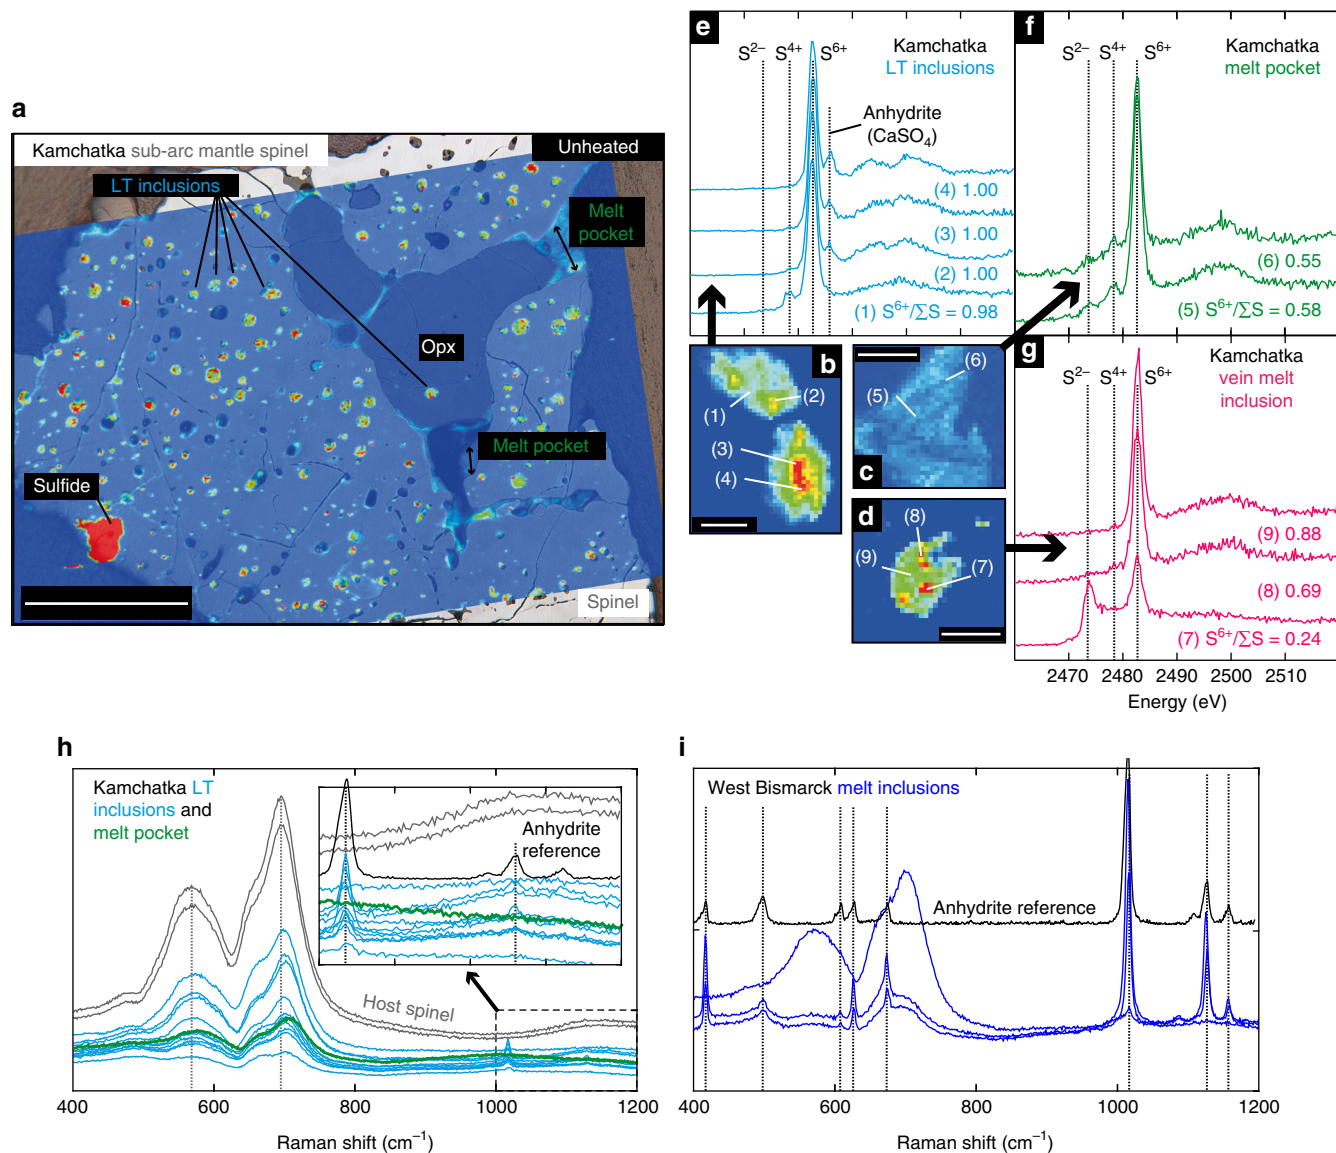 a
Kamchatka sub-arc mantle spinel
Unheated
LT inclusions
Melt
pocket
Opx
Melt pocket
Sulfide
Spinel
e
S2–
S4+
S6+
Kamchatka
LT inclusions
Anhydrite
(CaSO4)
(4) 1.00
(3) 1.00
(2) 1.00
(1) S6+/∑S = 0.98
f
S2–
S4+
S6+
Kamchatka
melt pocket
(6) 0.55
(5) S6+/∑S = 0.58
b
(1)
(2)
(3)
(4)
(6)
(5)
c
d
(8)
(9)
(7)
g
Kamchatka
vein melt
inclusion
S2–
S4+
S6+
(9) 0.88
(8) 0.69
(7) S6+/∑S = 0.24
2470 2480 2490 2500 2510
Energy (eV)
h
Kamchatka LT
inclusions and
melt pocket
Anhydrite
reference
Host spinel
400 600 800 1000 1200
Raman shift (cm–1)
i
West Bismarck melt inclusions
Anhydrite reference
400 600 800 1000 1200
Raman shift (cm–1)